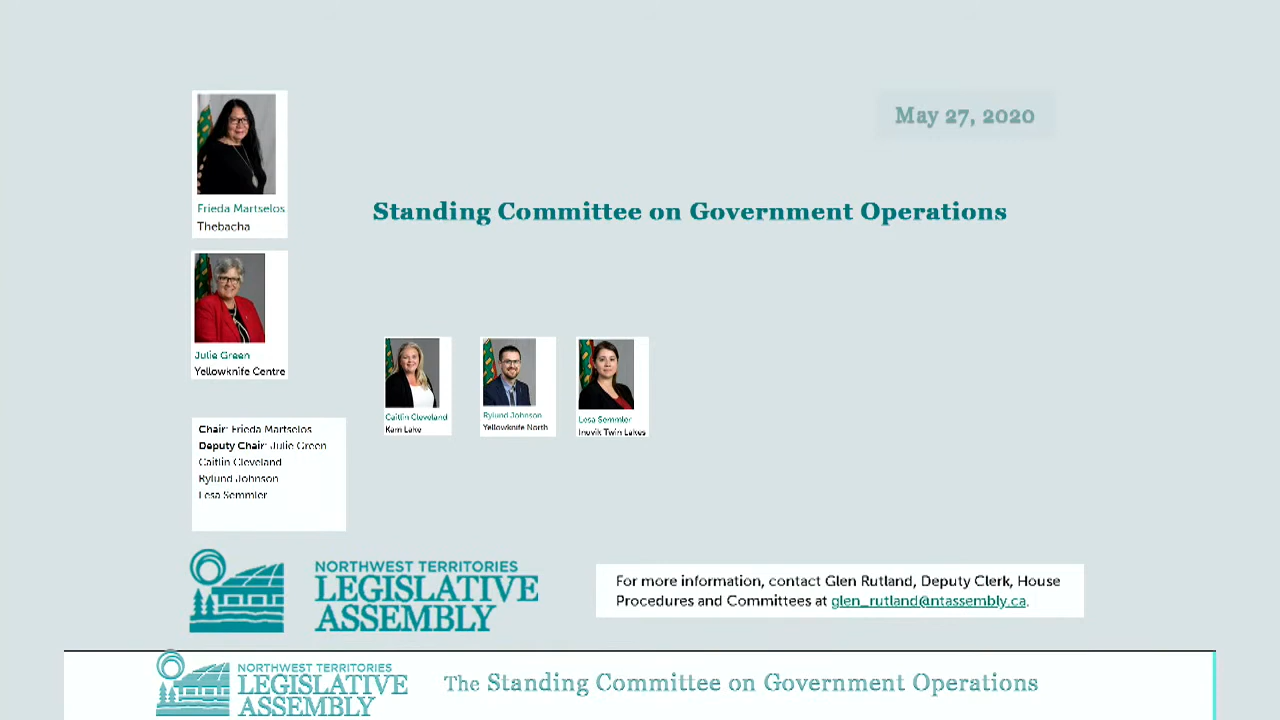 May 27, 2020
Frieda Martselos
Thebacha
Standing Committee on Government Operations
Julie Green
Yellowknife Centre
Caitlin Cleveland
Kam Lake
Rylund Johnson
Yellowknife North
Lesa Semmler
Inuvik Twin Lakes
Chair: Frieda Martselos
Deputy Chair: Julie Green
Caitlin Cleveland
Rylund Johnson
Lesa Semmler
NORTHWEST TERRITORIES
LEGISLATIVE
ASSEMBLY
For more information, contact Glen Rutland, Deputy Clerk, House
Procedures and Committees at glen_rutland@ntassembly.ca.
NORTHWEST TERRITORIES
LEGISLATIVE
ASSEMBLY
The Standing Committee on Government Operations